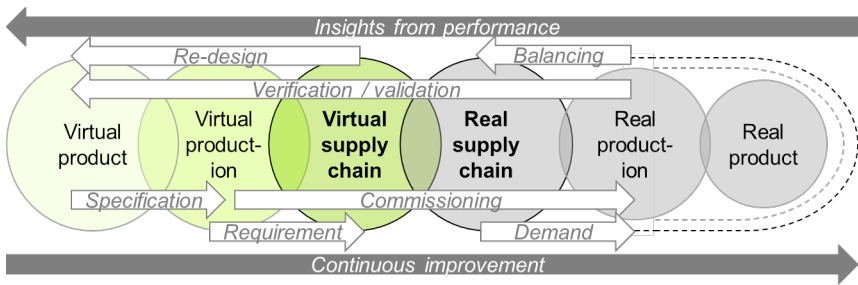 Insights from performance
Re-design
Balancing
Verification / validation
Virtual
product
Virtual
product-
ion
Virtual
supply
chain
Real
supply
chain
Real
product-
ion
Real
product
Specification
Commissioning
Requirement
Demand
Continuous improvement